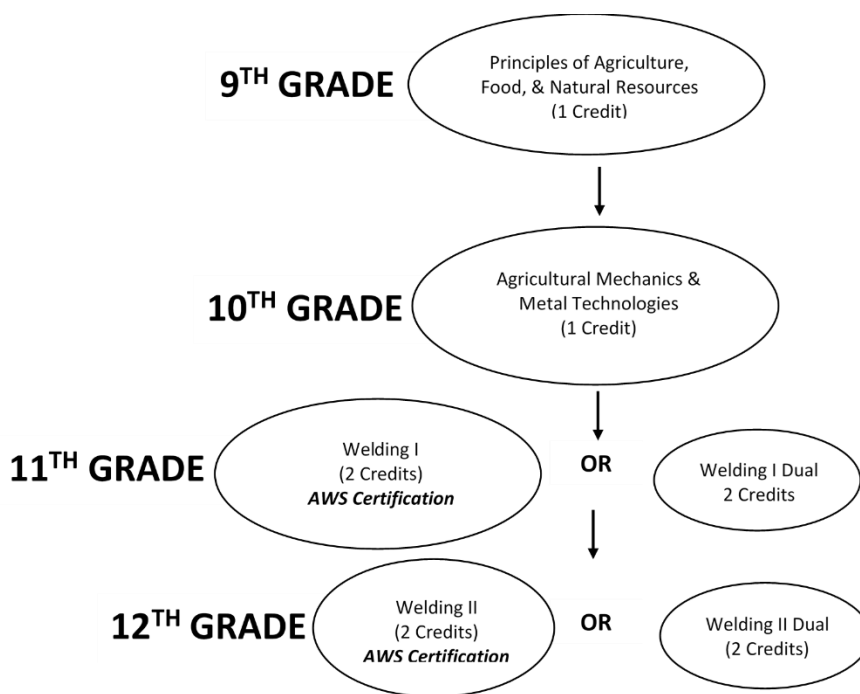 9TH GRADE
Principles of Agriculture,
Food, & Natural Resources
(1 Credit)
10TH GRADE
Agricultural Mechanics &
Metal Technologies
(1 Credit)
11TH GRADE
Welding I
(2 Credits)
AWS Certification
OR
Welding I Dual
2 Credits
12TH GRADE
Welding II
(2 Credits)
AWS Certification
OR
Welding II Dual
(2 Credits)